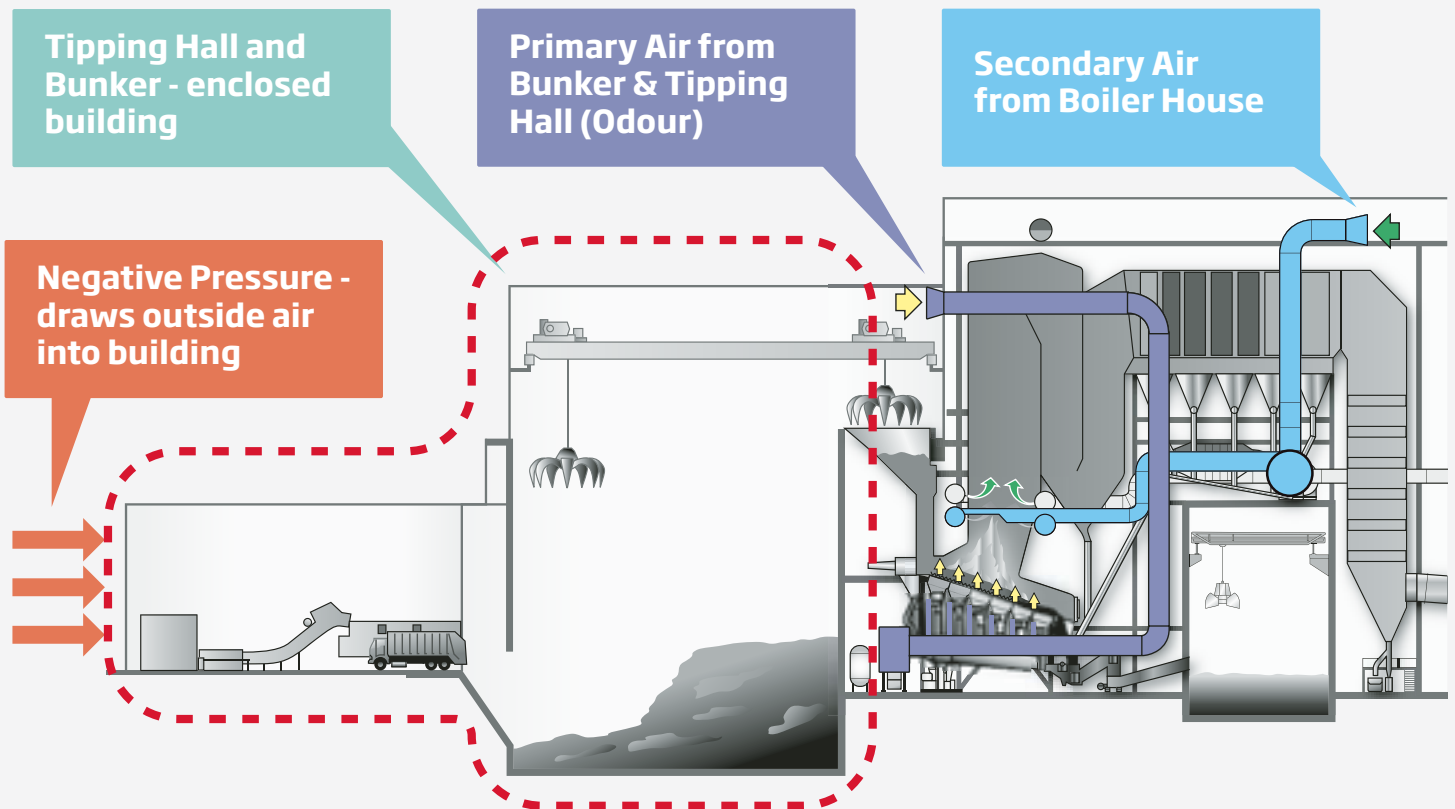 Tipping Hall and
Bunker - enclosed
building
Primary Air from
Bunker & Tipping
Hall (Odour)
Secondary Air
from Boiler House
Negative Pressure -
draws outside air
into building